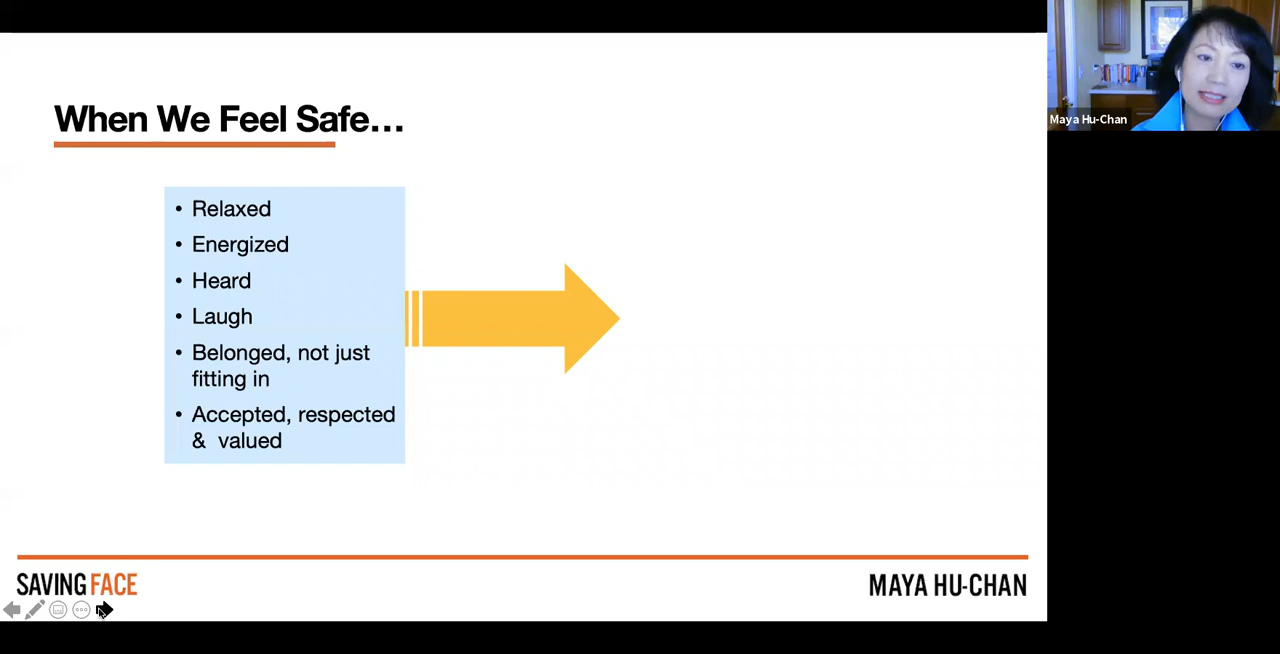 When We Feel Safe...
• Relaxed
• Energized
• Heard
• Laugh
• Belonged, not just
fitting in
• Accepted, respected
& valued
SAVING FACE
MAYA HU-CHAN
Maya Hu-Chan